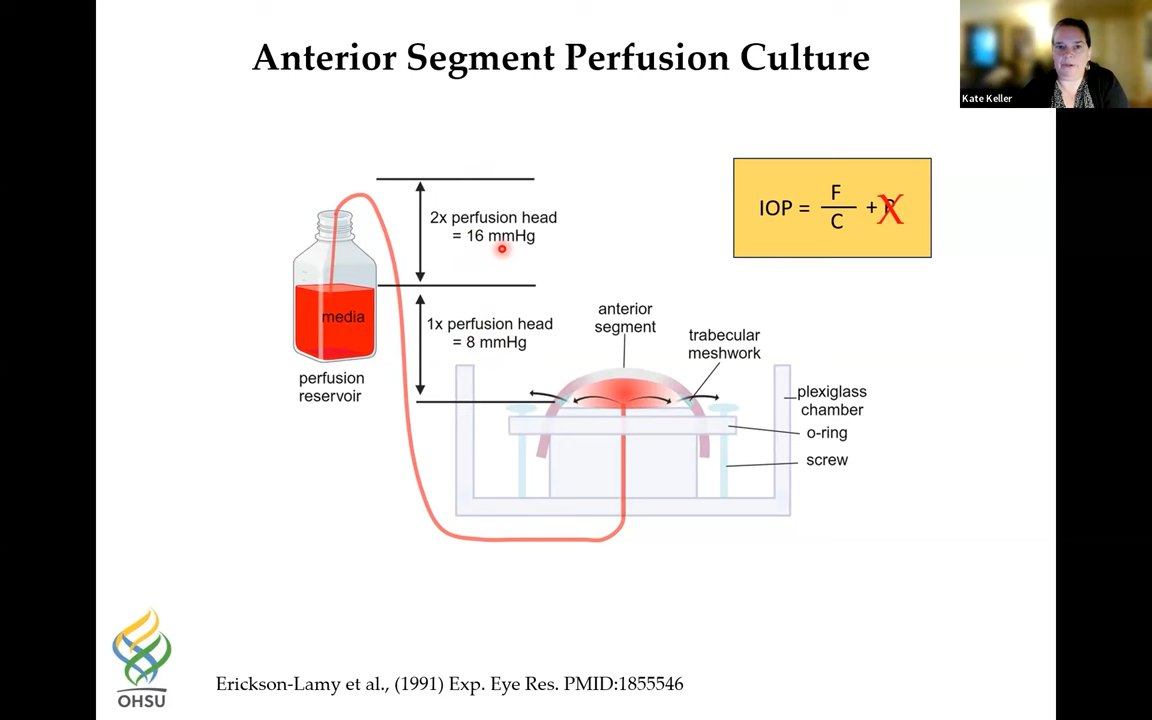 Anterior Segment Perfusion Culture
Kate Keller
2x perfusion head
= 16 mmHg
IOP = F/C +
media
1x perfusion head
= 8 mmHg
anterior
segment
trabecular
meshwork
perfusion
reservoir
plexiglass
chamber
o-ring
screw
OHSU
Erickson-Lamy et al., (1991) Exp. Eye Res. PMID:1855546